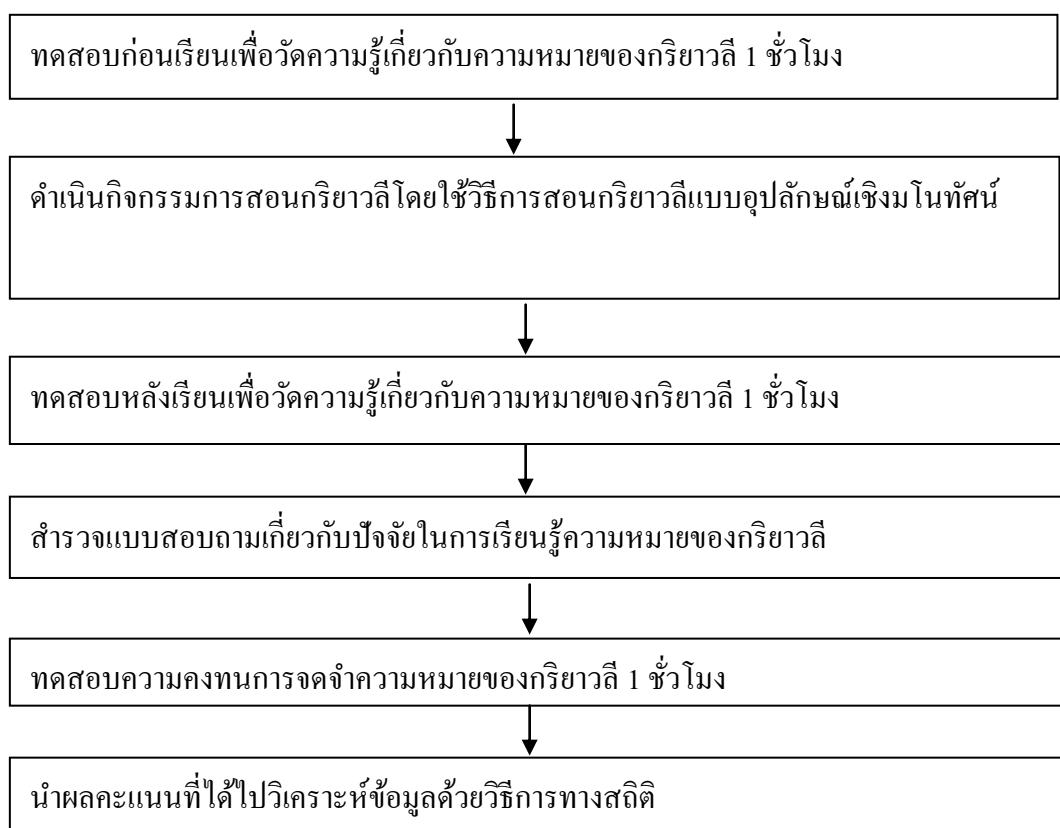 ทดสอบก่อนเรียนเพื่อวัดความรู้เกี่ยวกับความหมายของกริยาวลี 1 ชั่วโมง
ดำเนินกิจกรรมการสอนกริยาวลีโดยใช้วิธีการสอนกริยาวลีแบบอุปลักษณ์เชิงมโนทัศน์
ทดสอบหลังเรียนเพื่อวัดความรู้เกี่ยวกับความหมายของกริยาวลี 1 ชั่วโมง
สำรวจแบบสอบถามเกี่ยวกับปัจจัยในการเรียนรู้ความหมายของกริยาวลี
ทดสอบความคงทนการจดจำความหมายของกริยาวลี 1 ชั่วโมง
นำผลคะแนนที่ได้ไปวิเคราะห์ข้อมูลด้วยวิธีการทางสถิติ